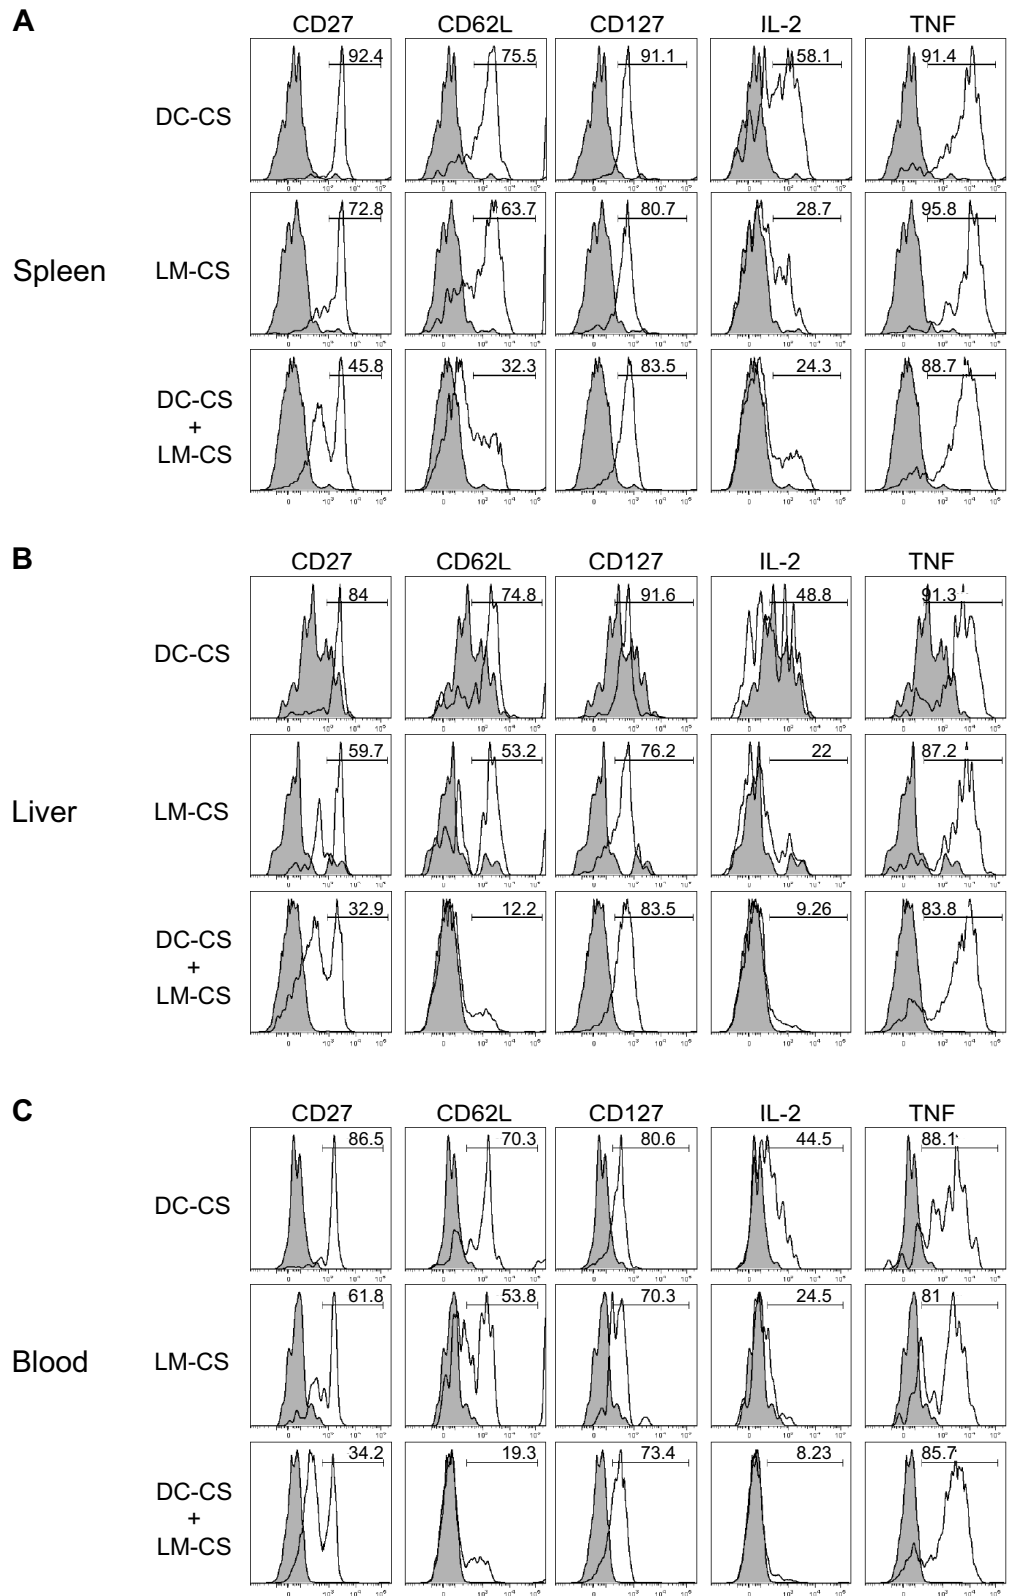 A
CD27 CD62L CD127 IL-2 TNF
DC-CS 92.4 75.5 91.1 58.1 91.4
Spleen LM-CS 72.8 63.7 80.7 28.7 95.8
DC-CS + LM-CS 45.8 32.3 83.5 24.3 88.7
B
CD27 CD62L CD127 IL-2 TNF
DC-CS 84 74.8 91.6 48.8 91.3
Liver LM-CS 59.7 53.2 76.2 22 87.2
DC-CS + LM-CS 32.9 12.2 83.5 9.26 83.8
C
CD27 CD62L CD127 IL-2 TNF
DC-CS 86.5 70.3 80.6 44.5 88.1
Blood LM-CS 61.8 53.8 70.3 24.5 81
DC-CS + LM-CS 34.2 19.3 73.4 8.23 85.7